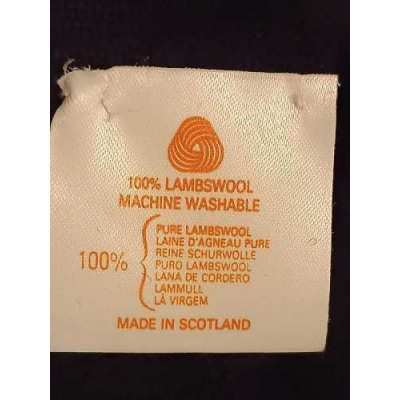 100% LAMBSWOOL
MACHINE WASHABLE
100%
PURE LAMBSWOOL
LAINE D'AGNEAU PURE
REINE SCHURWOLLE
PURO LAMBSWOOL
LANA DE CORDERO
LAMMULL
LÀ VIRGEM
MADE IN SCOTLAND